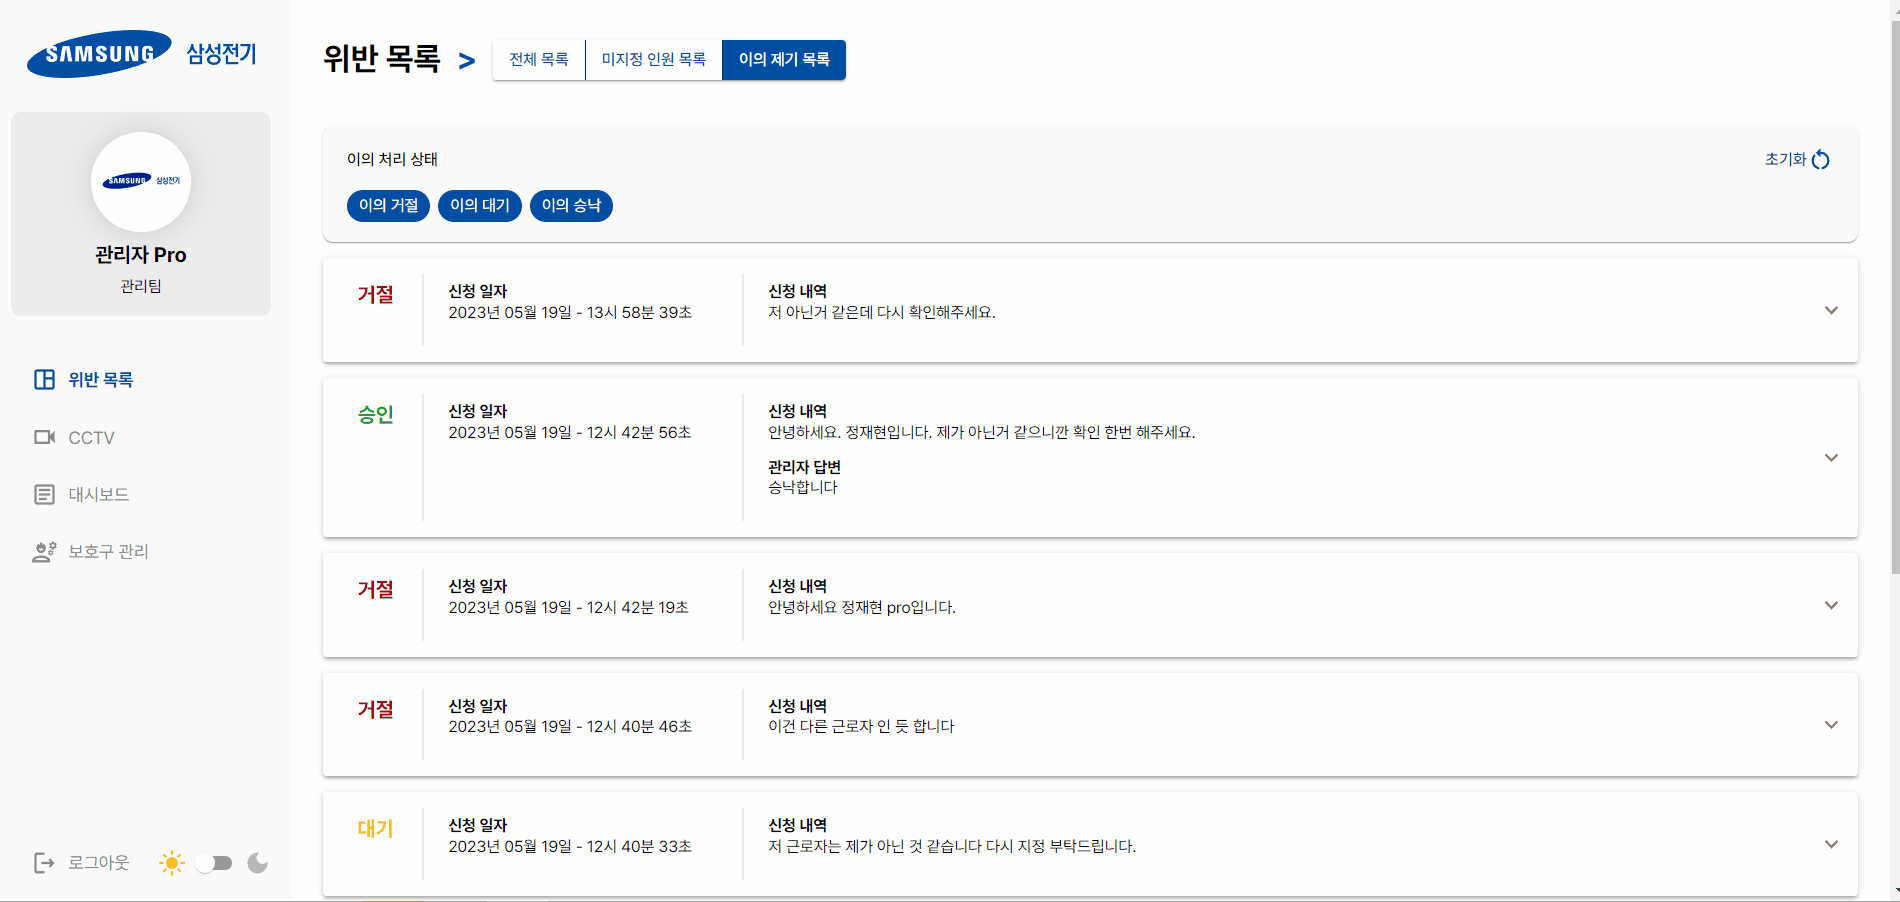 SAMSUNG 삼성전기
SAMSUNG 삼성전기
관리자 Pro
관리팀
위반 목록
CCTV
대시보드
보호구 관리
로그아웃
위반 목록 >
전체 목록
미지정 인원 목록
이의 제기 목록
이의 처리 상태
초기화
이의 거절
이의 대기
이의 승낙
거절
신청 일자
2023년 05월 19일 - 13시 58분 39초
신청 내역
저 아닌거 같은데 다시 확인해주세요.
승인
신청 일자
2023년 05월 19일 - 12시 42분 56초
신청 내역
안녕하세요. 정재현입니다. 제가 아닌거 같으니깐 확인 한번 해주세요.
관리자 답변
승낙합니다
거절
신청 일자
2023년 05월 19일 - 12시 42분 19초
신청 내역
안녕하세요 정재현 pro입니다.
거절
신청 일자
2023년 05월 19일 - 12시 40분 46초
신청 내역
이건 다른 근로자 인 듯 합니다
대기
신청 일자
2023년 05월 19일 - 12시 40분 33초
신청 내역
저 근로자는 제가 아닌 것 같습니다 다시 지정 부탁드립니다.